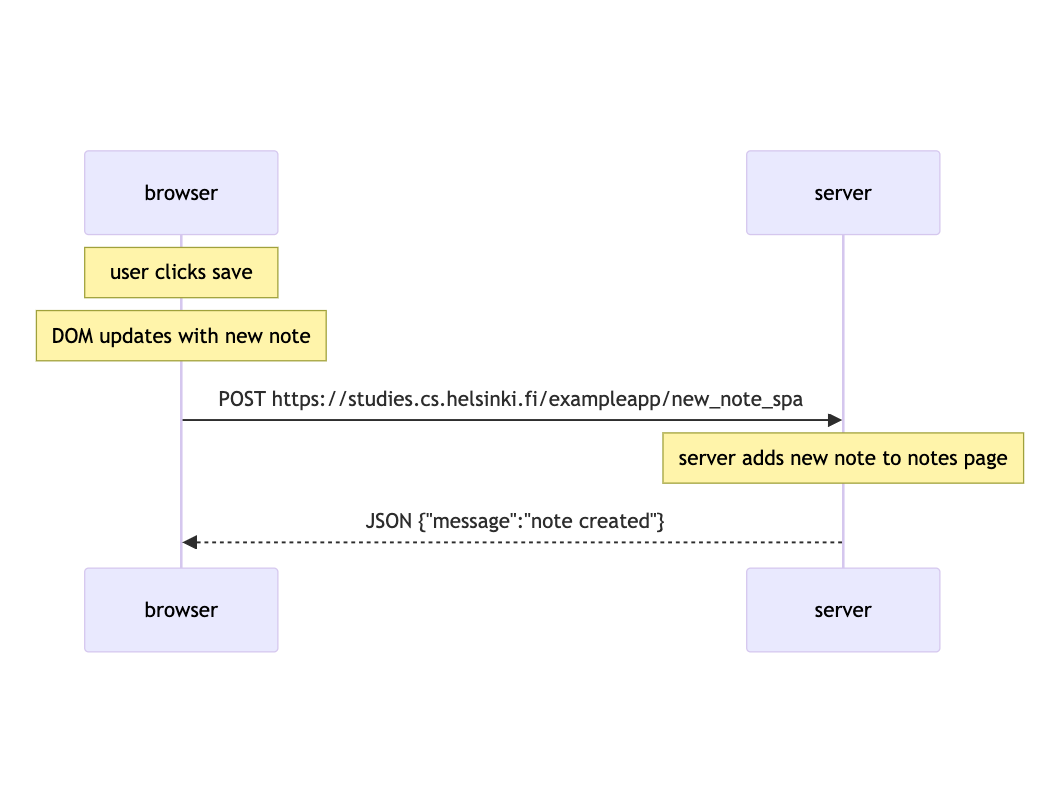 browser
server
user clicks save
DOM updates with new note
POST https://studies.cs.helsinki.fi/exampleapp/new_note_spa
server adds new note to notes page
JSON {"message":"note created"}
browser
server